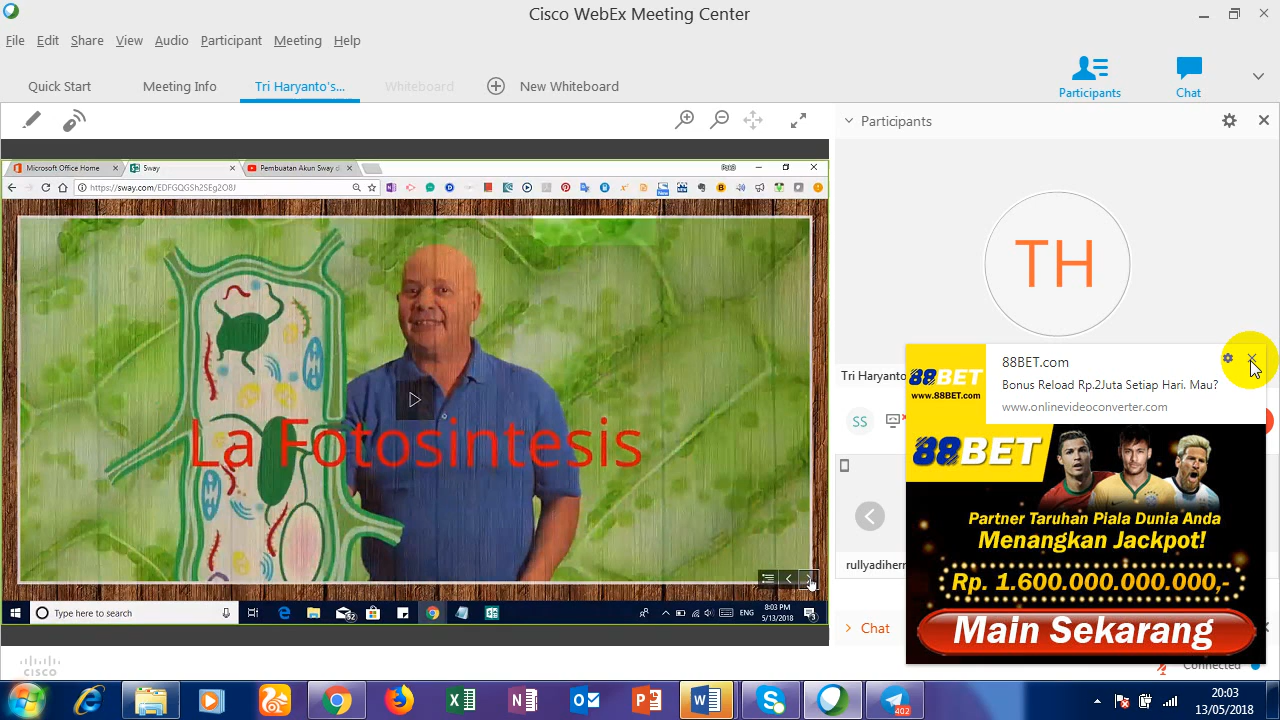 Cisco WebEx Meeting Center
File Edit Share View Audio Participant Meeting Help
Quick Start Meeting Info Tri Haryanto's... Whiteboard New Whiteboard
Participants Chat
Participants
Microsoft Office Home Sway Pembuatan Akun Sway d
https://sway.com/EDFGQGSh2SEg2O8J
La Fotosintesis
Type here to search
52
ENG
8:03 PM
5/13/2018
3
TH
Tri Haryanto
SS
rullyadiherr
Chat
Connected
88BET
www.88BET.com
88BET.com
Bonus Reload Rp.2Juta Setiap Hari. Mau?
www.onlinevideoconverter.com
88BET
Partner Taruhan Piala Dunia Anda
Menangkan Jackpot!
Rp. 1.600.000.000.000,-
Main Sekarang
CISCO
402
20:03
13/05/2018